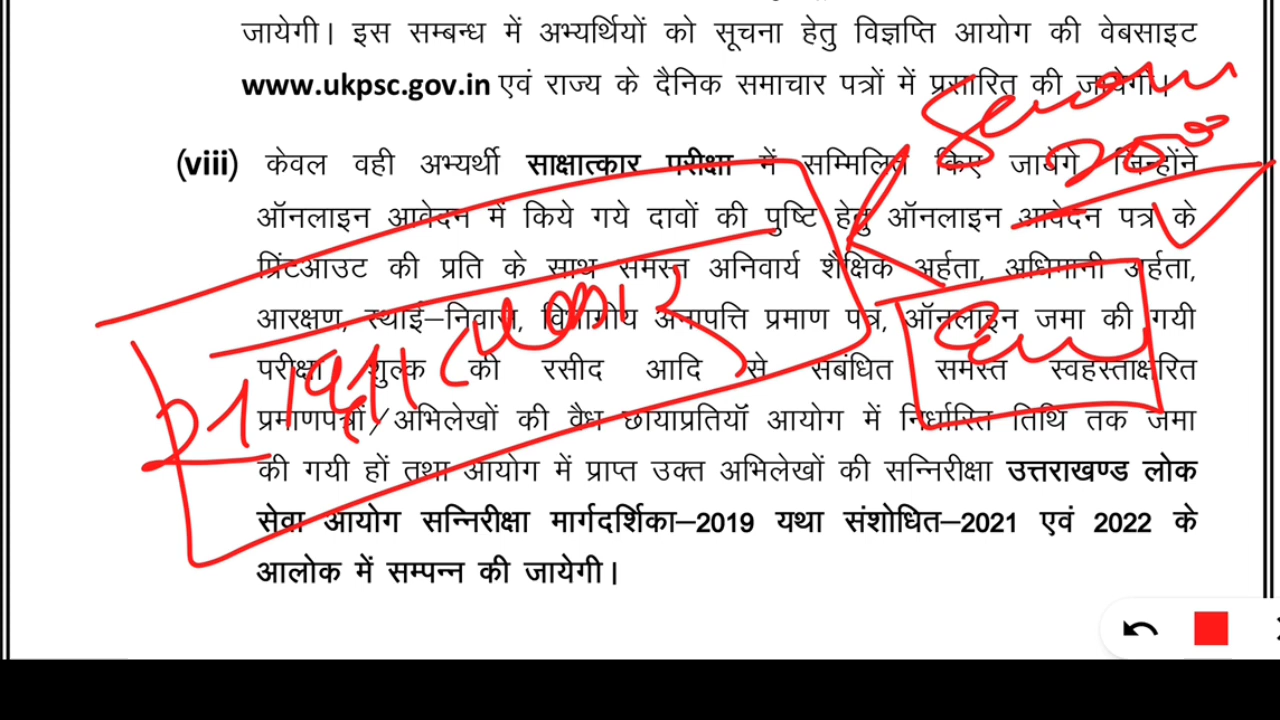 जायेगी। इस सम्बन्ध में अभ्यर्थियों को सूचना हेतु विज्ञप्ति आयोग की वेबसाइट
www.ukpsc.gov.in एवं राज्य के दैनिक समाचार पत्रों में प्रसारित की जायेगी।
(viii) केवल वही अभ्यर्थी साक्षात्कार परीक्षा में सम्मिलित किए जायेंगे जिन्होंने
ऑनलाइन आवेदन में किये गये दावों की पुष्टि हेतु ऑनलाइन आवेदन पत्र के
प्रिंटआउट की प्रति के साथ समस्त अनिवार्य शैक्षिक अर्हता, अधिमानी अर्हता,
आरक्षण, स्थाई–निवास, विभागीय अनापत्ति प्रमाण पत्र, ऑनलाइन जमा की गयी
परीक्षा शुल्क की रसीद आदि से संबंधित समस्त स्वहस्ताक्षरित
प्रमाणपत्रों/अभिलेखों की वैध छायाप्रतियॉ आयोग में निर्धारित तिथि तक जमा
की गयी हों तथा आयोग में प्राप्त उक्त अभिलेखों की सन्निरीक्षा उत्तराखण्ड लोक
सेवा आयोग सन्निरीक्षा मार्गदर्शिका–2019 यथा संशोधित–2021 एवं 2022 के
आलोक में सम्पन्न की जायेगी।